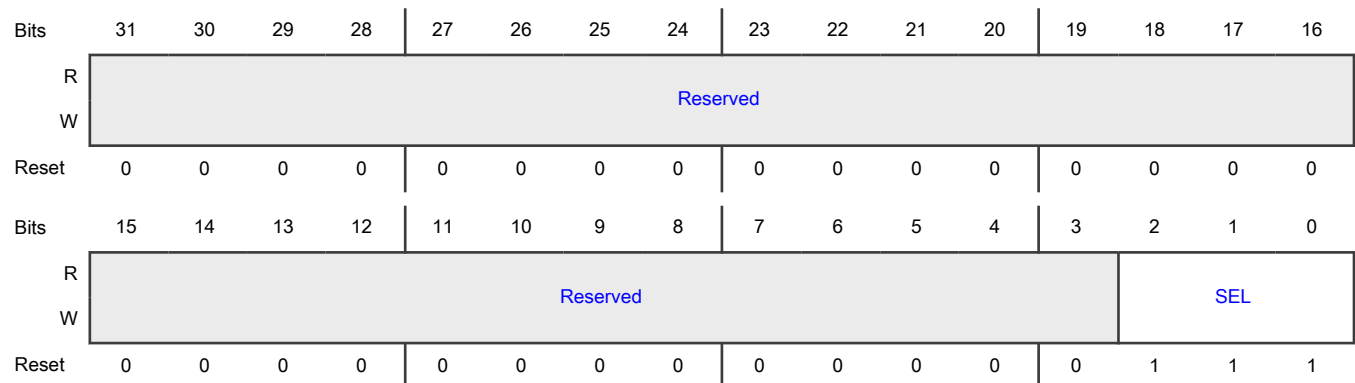 Bits 31 30 29 28 27 26 25 24 23 22 21 20 19 18 17 16
R
Reserved
W
Reset 0 0 0 0 0 0 0 0 0 0 0 0 0 0 0 0
Bits 15 14 13 12 11 10 9 8 7 6 5 4 3 2 1 0
R
Reserved SEL
W
Reset 0 0 0 0 0 0 0 0 0 0 0 0 0 1 1 1